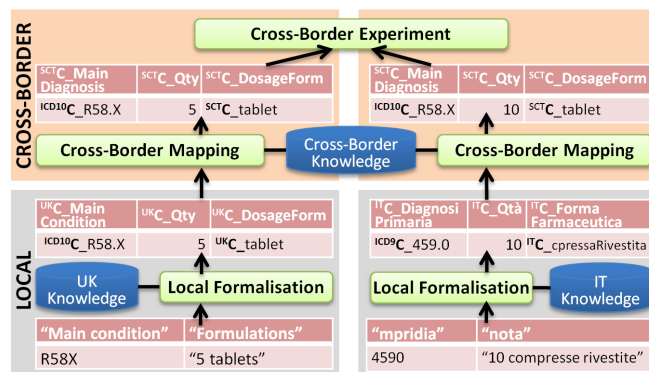 Cross-Border Experiment
CROSS-BORDER
SCTC_Main Diagnosis SCTC_Qty SCTC_DosageForm
ICD10C_R58.X 5 SCTC_tablet
SCTC_Main Diagnosis SCTC_Qty SCTC_DosageForm
ICD10C_R58.X 10 SCTC_tablet
Cross-Border Mapping
Cross-Border
Knowledge
Cross-Border Mapping
LOCAL
UKC_Main Condition UKC_Qty UKC_DosageForm
ICD10C_R58.X 5 UKC_tablet
ITC_Diagnosi Primaria ITC_Qtà ITC_Forma Farmaceutica
ICD9C_459.0 10 ITC_cpressaRivestita
UK
Knowledge
Local Formalisation
Local Formalisation
IT
Knowledge
"Main condition" "Formulations"
R58X "5 tablets"
"mpridia" "nota"
4590 "10 compresse rivestite"